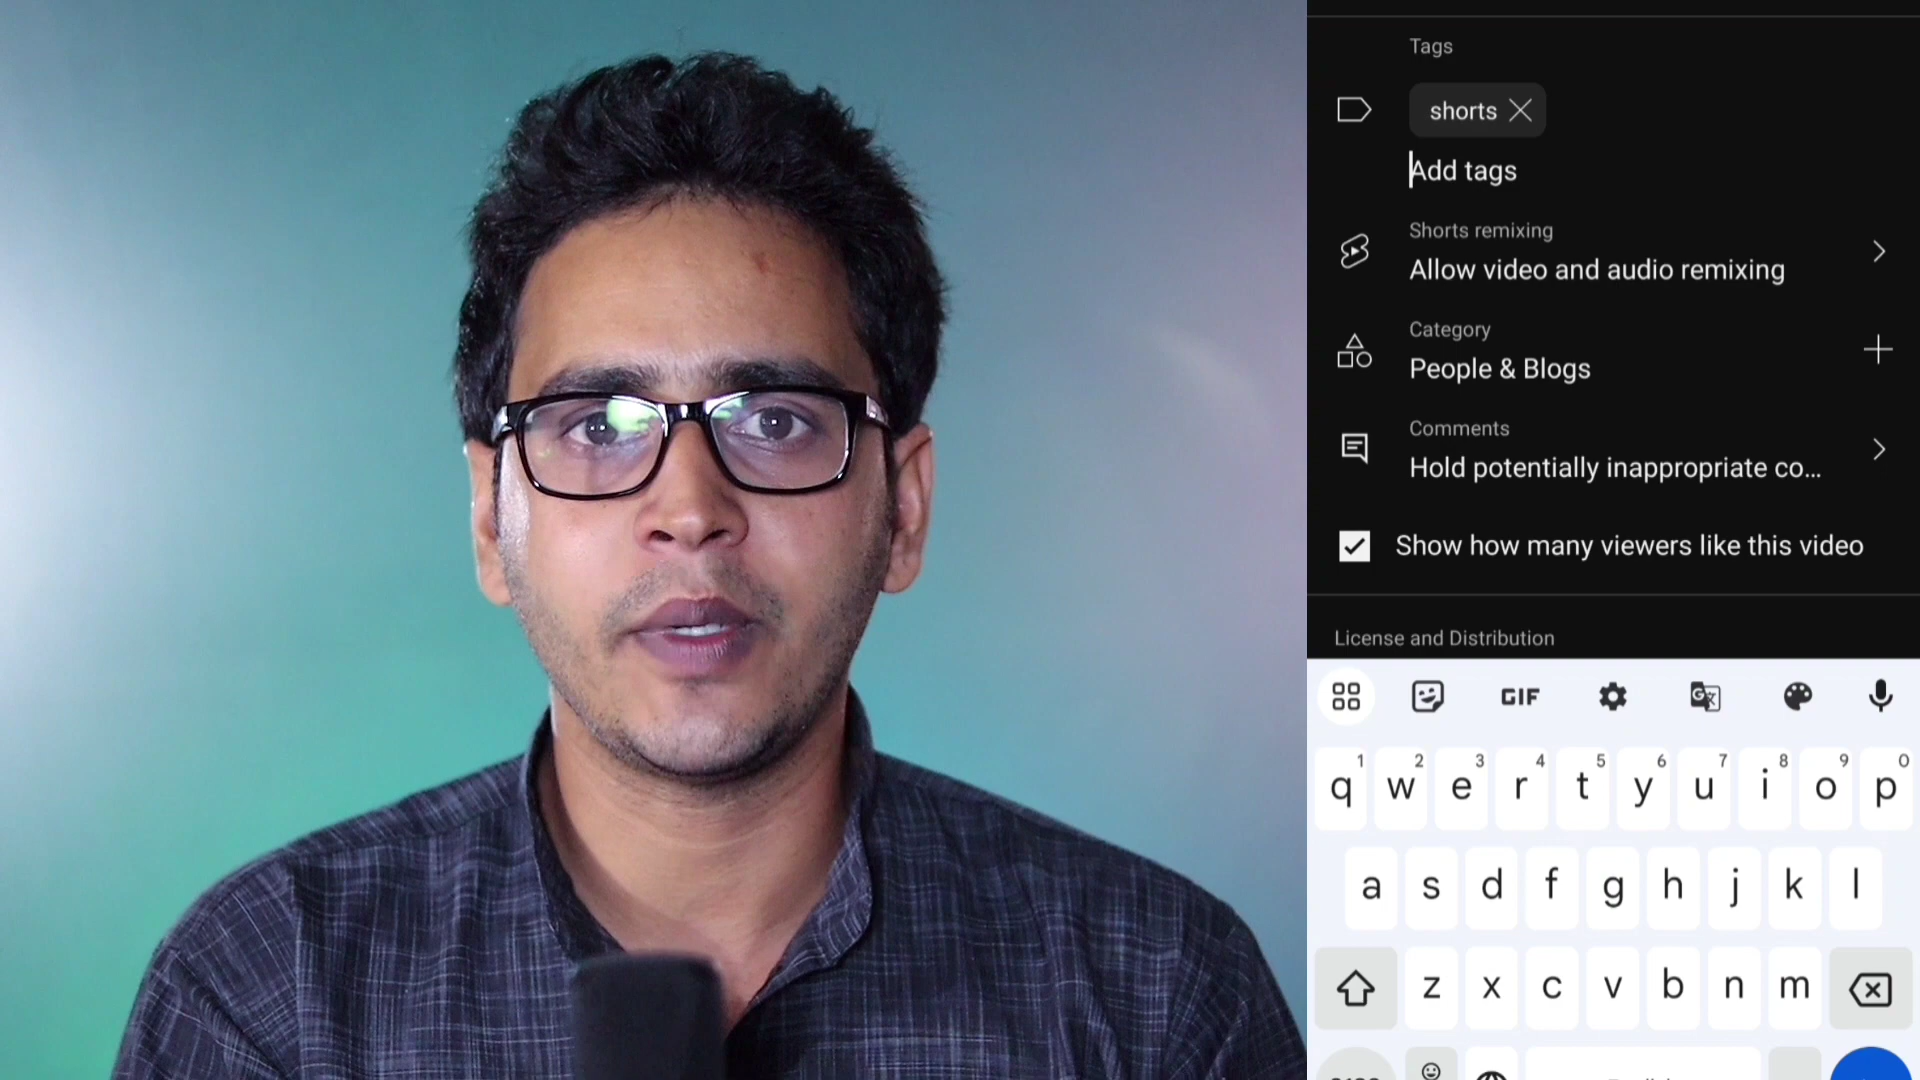 Tags
shorts
Add tags
Shorts remixing
Allow video and audio remixing
Category
People & Blogs
Comments
Hold potentially inappropriate co...
Show how many viewers like this video
License and Distribution
GIF
1 2 3 4 5 6 7 8 9 0
q w e r t y u i o p
a s d f g h j k l
z x c v b n m